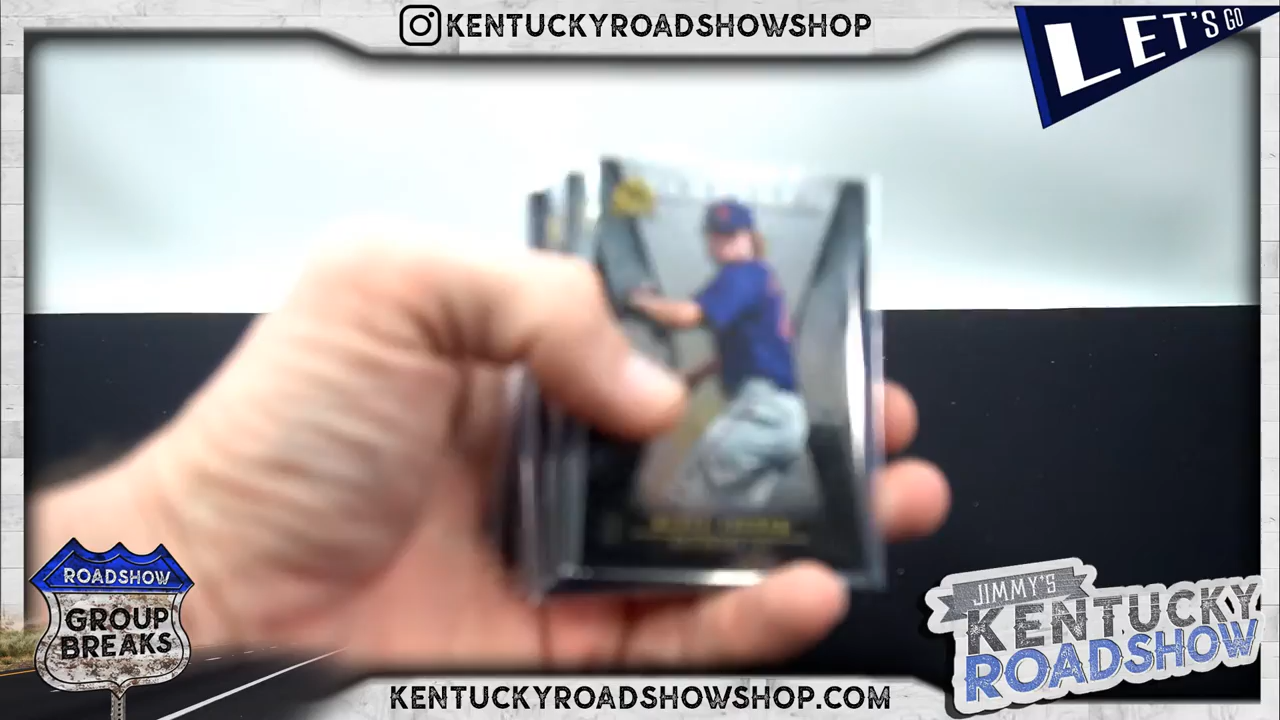 KENTUCKYROADSHOWSHOP
LET'S GO
ROADSHOW
GROUP
BREAKS
JIMMY'S
KENTUCKY
ROADSHOW
KENTUCKYROADSHOWSHOP.COM